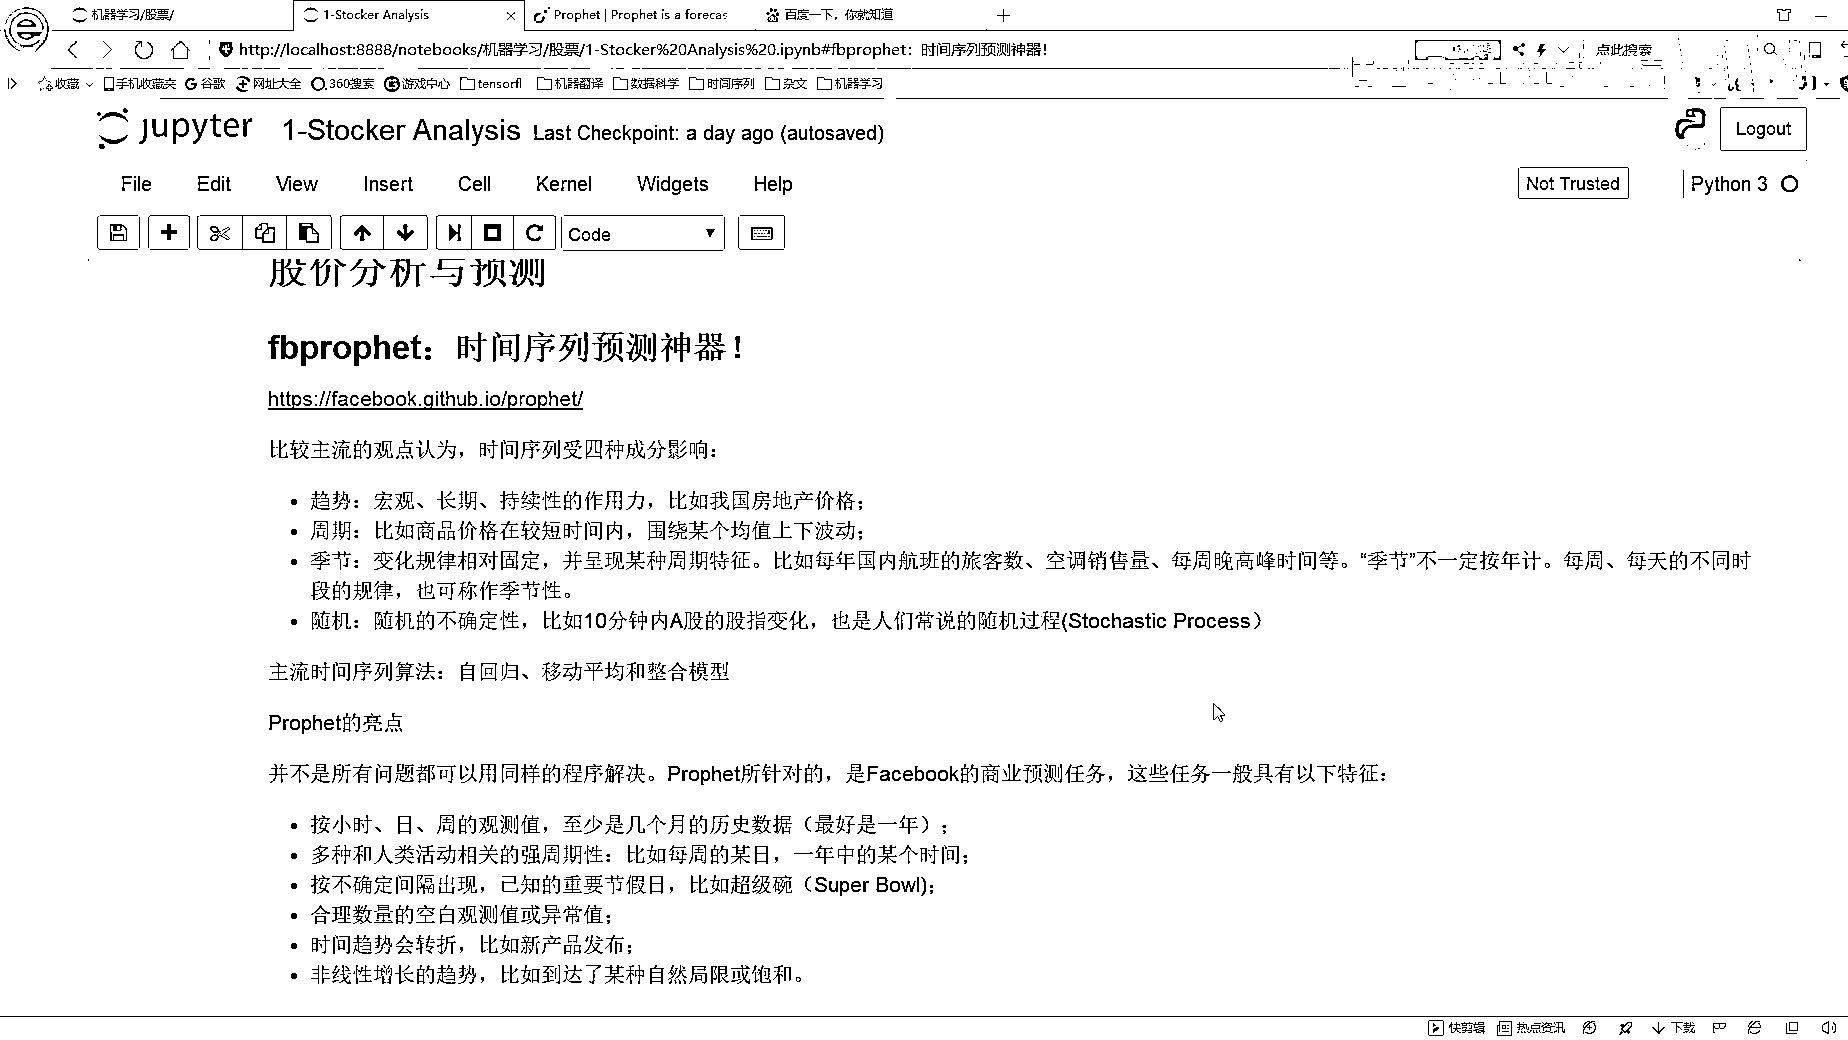 机器学习/股票/
1-Stocker Analysis
Prophet | Prophet is a forecas
百度一下，你就知道
http://localhost:8888/notebooks/机器学习/股票/1-Stocker%20Analysis%20.ipynb#fbprophet：时间序列预测神器！
点此搜索
收藏 手机收藏夹 谷歌 网址大全 360搜索 游戏中心 tensorfl 机器翻译 数据科学 时间序列 杂文 机器学习
jupyter 1-Stocker Analysis Last Checkpoint: a day ago (autosaved)
Logout
File Edit View Insert Cell Kernel Widgets Help
Not Trusted
Python 3
Code
股价分析与预测
fbprophet：时间序列预测神器！
https://facebook.github.io/prophet/
比较主流的观点认为，时间序列受四种成分影响：
• 趋势：宏观、长期、持续性的作用力，比如我国房地产价格；
• 周期：比如商品价格在较短时间内，围绕某个均值上下波动；
• 季节：变化规律相对固定，并呈现某种周期特征。比如每年国内航班的旅客数、空调销售量、每周晚高峰时间等。“季节”不一定按年计。每周、每天的不同时
段的规律，也可称作季节性。
• 随机：随机的不确定性，比如10分钟内A股的股指变化，也是人们常说的随机过程(Stochastic Process）
主流时间序列算法：自回归、移动平均和整合模型
Prophet的亮点
并不是所有问题都可以用同样的程序解决。Prophet所针对的，是Facebook的商业预测任务，这些任务一般具有以下特征：
• 按小时、日、周的观测值，至少是几个月的历史数据（最好是一年）；
• 多种和人类活动相关的强周期性：比如每周的某日，一年中的某个时间；
• 按不确定间隔出现，已知的重要节假日，比如超级碗（Super Bowl)；
• 合理数量的空白观测值或异常值；
• 时间趋势会转折，比如新产品发布；
• 非线性增长的趋势，比如到达了某种自然局限或饱和。
快剪辑 热点资讯 下载